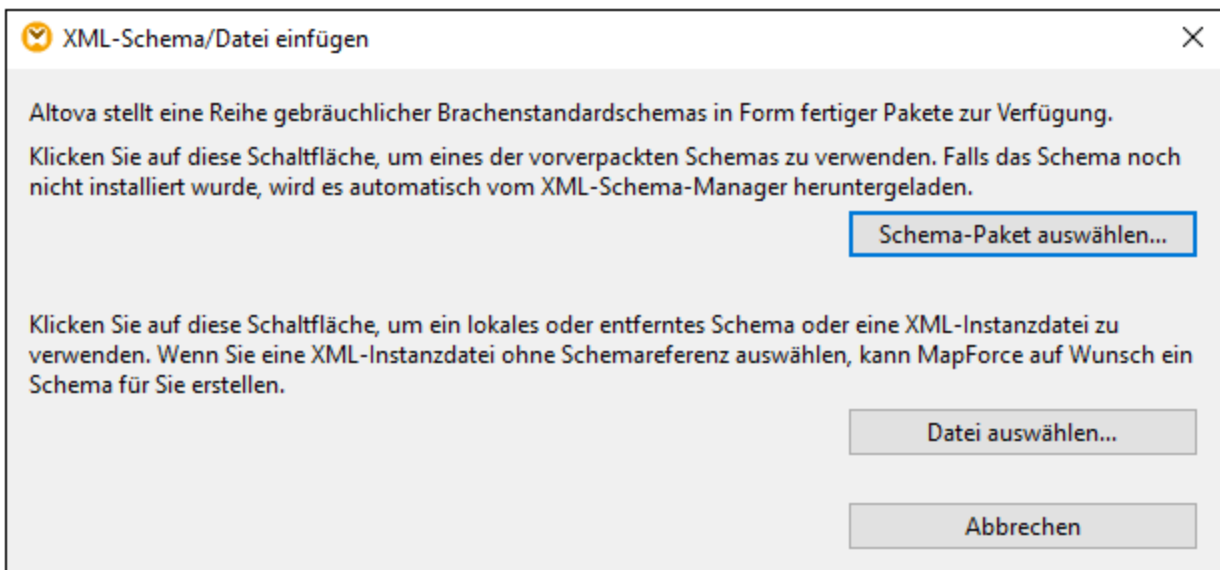 XML-Schema/Datei einfügen
Altova stellt eine Reihe gebräuchlicher Brachenstandardschemas in Form fertiger Pakete zur Verfügung.
Klicken Sie auf diese Schaltfläche, um eines der vorverpackten Schemas zu verwenden. Falls das Schema noch
nicht installiert wurde, wird es automatisch vom XML-Schema-Manager heruntergeladen.
Schema-Paket auswählen...
Klicken Sie auf diese Schaltfläche, um ein lokales oder entferntes Schema oder eine XML-Instanzdatei zu
verwenden. Wenn Sie eine XML-Instanzdatei ohne Schemareferenz auswählen, kann MapForce auf Wunsch ein
Schema für Sie erstellen.
Datei auswählen...
Abbrechen